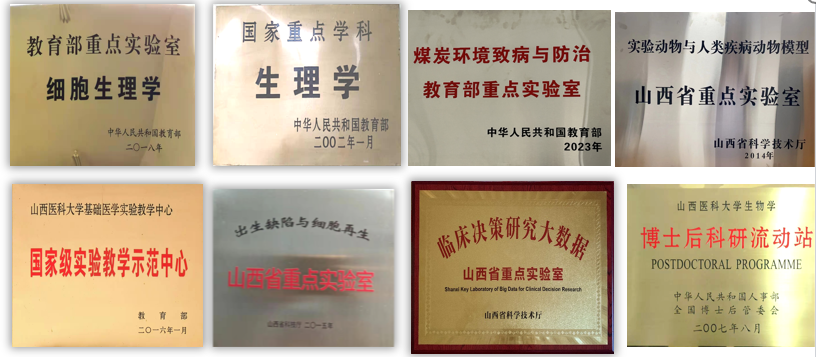 教育部重点实验室
细胞生理学
中华人民共和国教育部
二〇一八年
国家重点学科
生理学
中华人民共和国教育部
二〇〇二年一月
煤炭环境致病与防治
教育部重点实验室
中华人民共和国教育部
2023年
实验动物与人类疾病动物模型
山西省重点实验室
山西省科学技术厅
2014年
山西医科大学基础医学实验教学中心
国家级实验教学示范中心
教育部
二〇一六年一月
出生缺陷与细胞再生
山西省重点实验室
山西省科技厅 二〇一五年
临床决策研究大数据
山西省重点实验室
Shanxi Key Laboratory of Big Data for Clinical Decision Research
山西省科学技术厅
山西医科大学生物学
博士后科研流动站
POSTDOCTORAL PROGRAMME
中华人民共和国人事部
全国博士后管委会
二〇〇七年八月